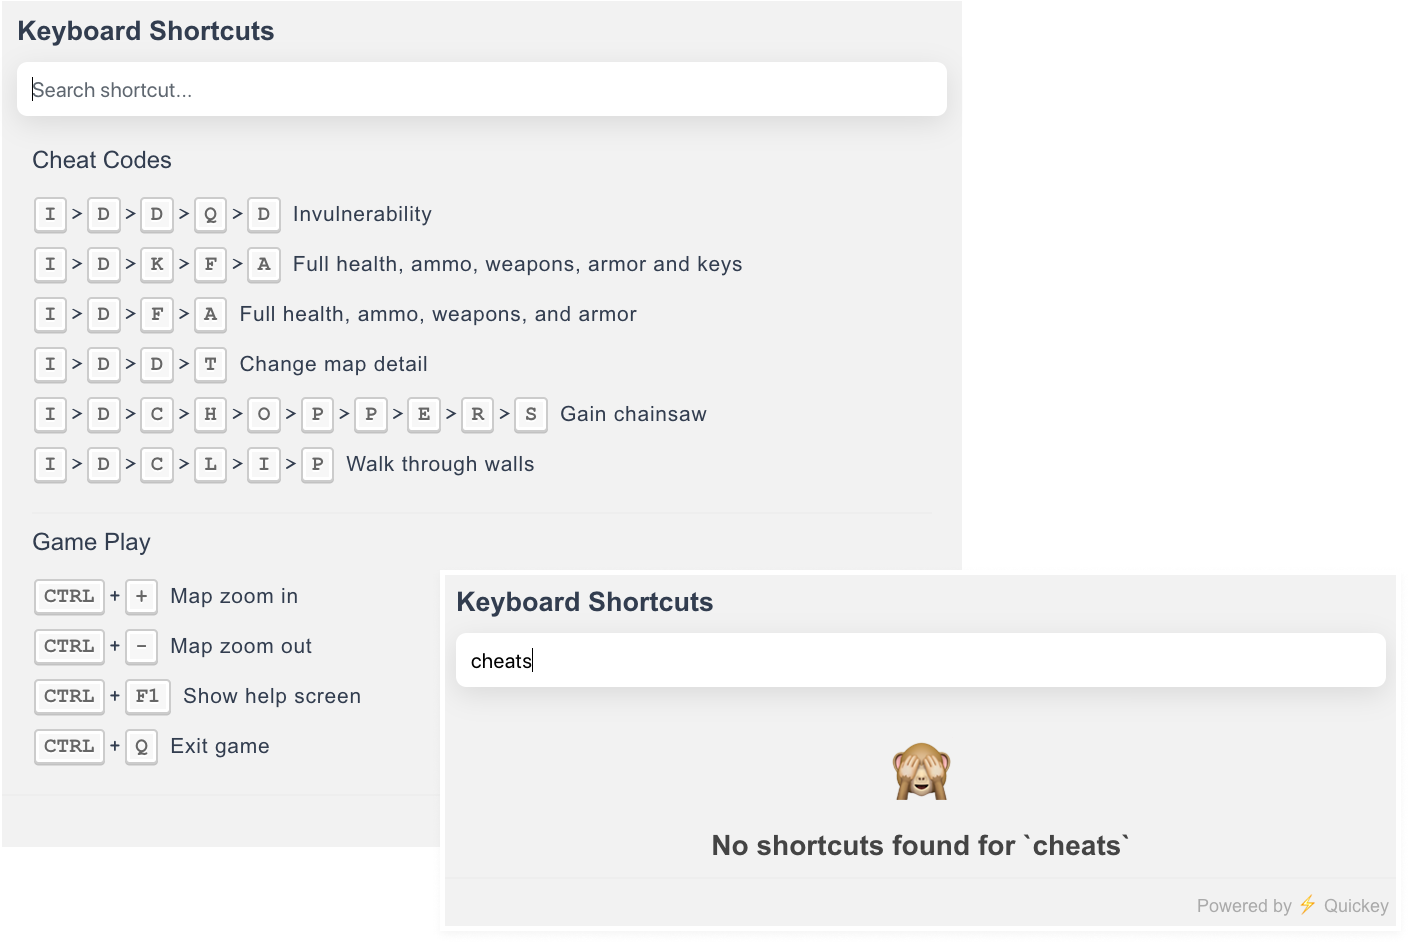 Keyboard Shortcuts
Search shortcut...
Cheat Codes
I > D > D > Q > D Invulnerability
I > D > K > F > A Full health, ammo, weapons, armor and keys
I > D > F > A Full health, ammo, weapons, and armor
I > D > D > T Change map detail
I > D > C > H > O > P > P > E > R > S Gain chainsaw
I > D > C > L > I > P Walk through walls
Game Play
CTRL + + Map zoom in
CTRL + - Map zoom out
CTRL + F1 Show help screen
CTRL + Q Exit game
Keyboard Shortcuts
cheats
No shortcuts found for `cheats`
Powered by ⚡ Quickey